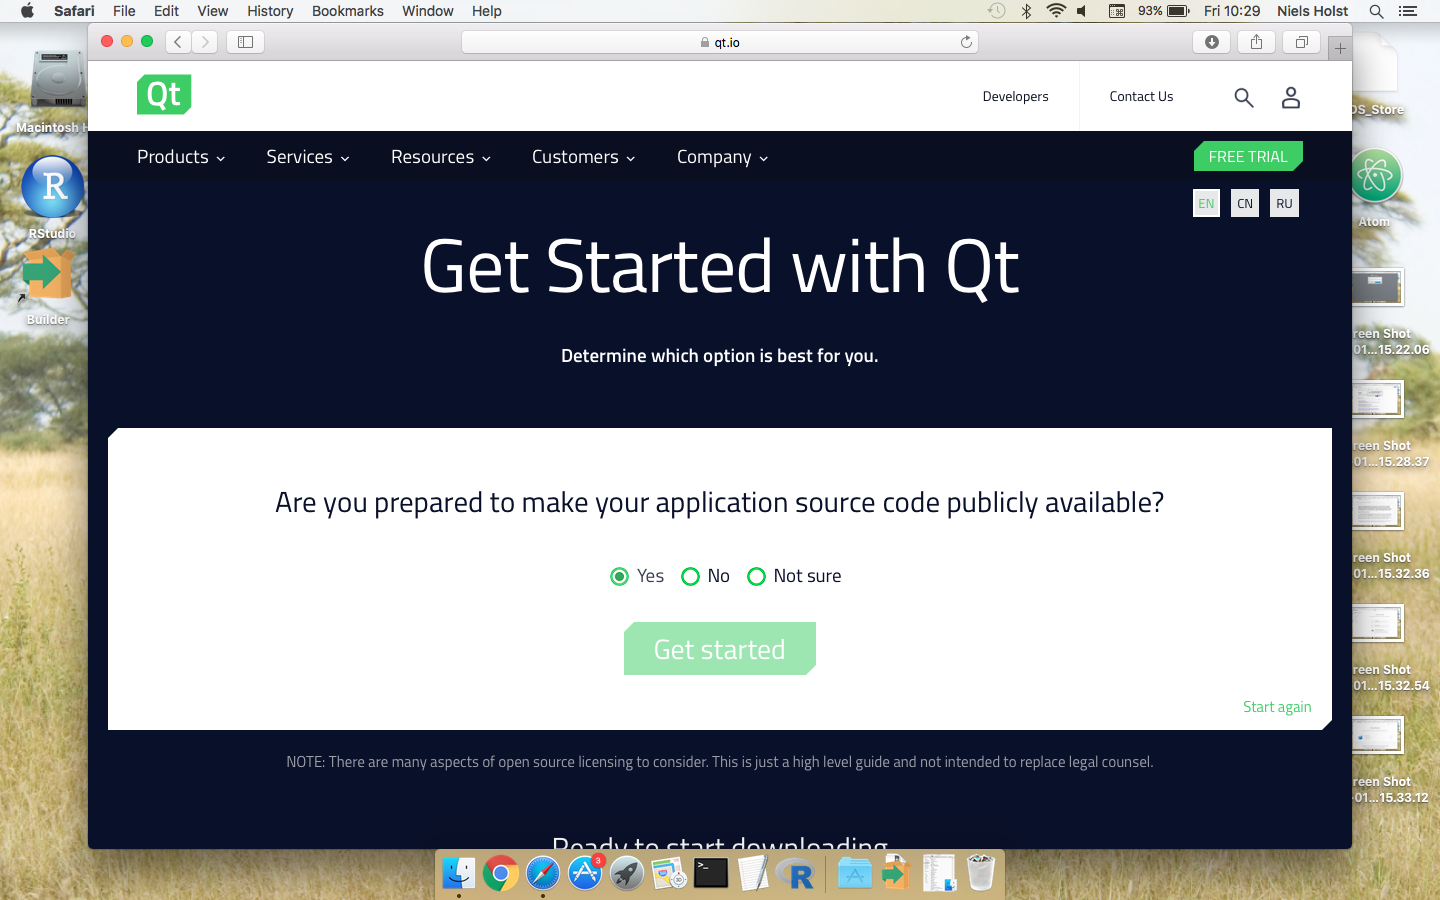 Safari File Edit View History Bookmarks Window Help 93% Fri 10:29 Niels Holst
qt.io
Qt
Developers
Contact Us
Products
Services
Resources
Customers
Company
FREE TRIAL
EN
CN
RU
Get Started with Qt
Determine which option is best for you.
Are you prepared to make your application source code publicly available?
Yes
No
Not sure
Get started
Start again
NOTE: There are many aspects of open source licensing to consider. This is just a high level guide and not intended to replace legal counsel.
Ready to start downloading
Macintosh H
R
RStudio
Builder
DS_Store
Atom
reen Shot
01...15.22.06
reen Shot
01...15.28.37
reen Shot
01...15.32.36
reen Shot
01...15.32.54
reen Shot
-01...15.33.12
3
R